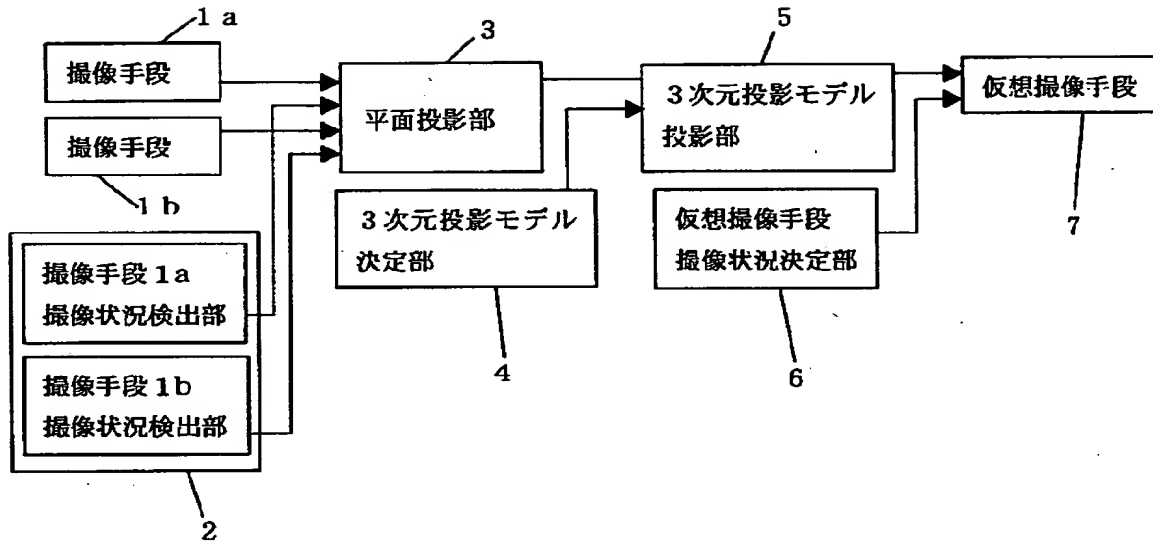 1a
撮像手段
撮像手段
1b
撮像手段1a
撮像状況検出部
撮像手段1b
撮像状況検出部
2
3
平面投影部
3次元投影モデル
決定部
4
5
3次元投影モデル
投影部
仮想撮像手段
撮像状況決定部
6
仮想撮像手段
7